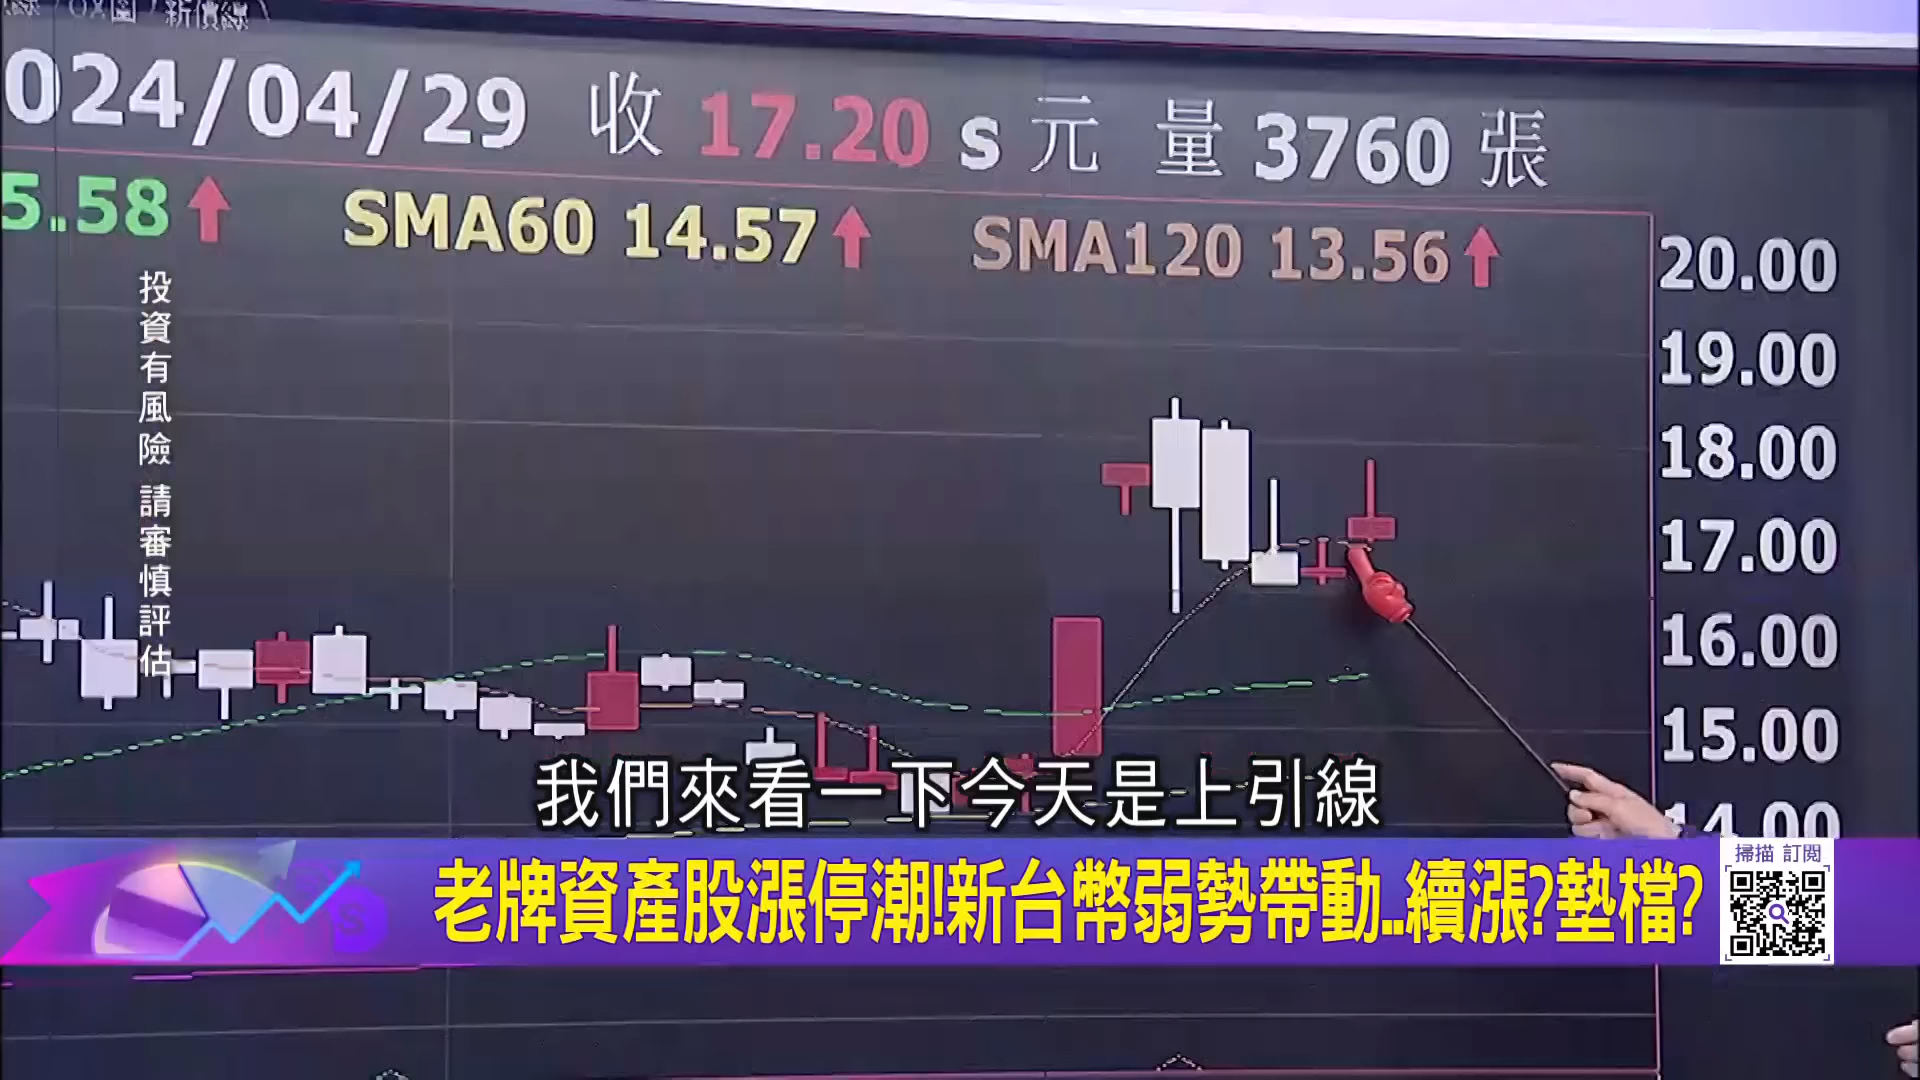 024/04/29 收 17.20 s 元 量 3760 張
5.58 SMA60 14.57 SMA120 13.56
20.00
19.00
18.00
17.00
16.00
15.00
14.00
投資有風險 請審慎評估
我們來看一下今天是上引線
老牌資產股漲停潮!新台幣弱勢帶動..續漲?墊檔?
掃描 訂閱